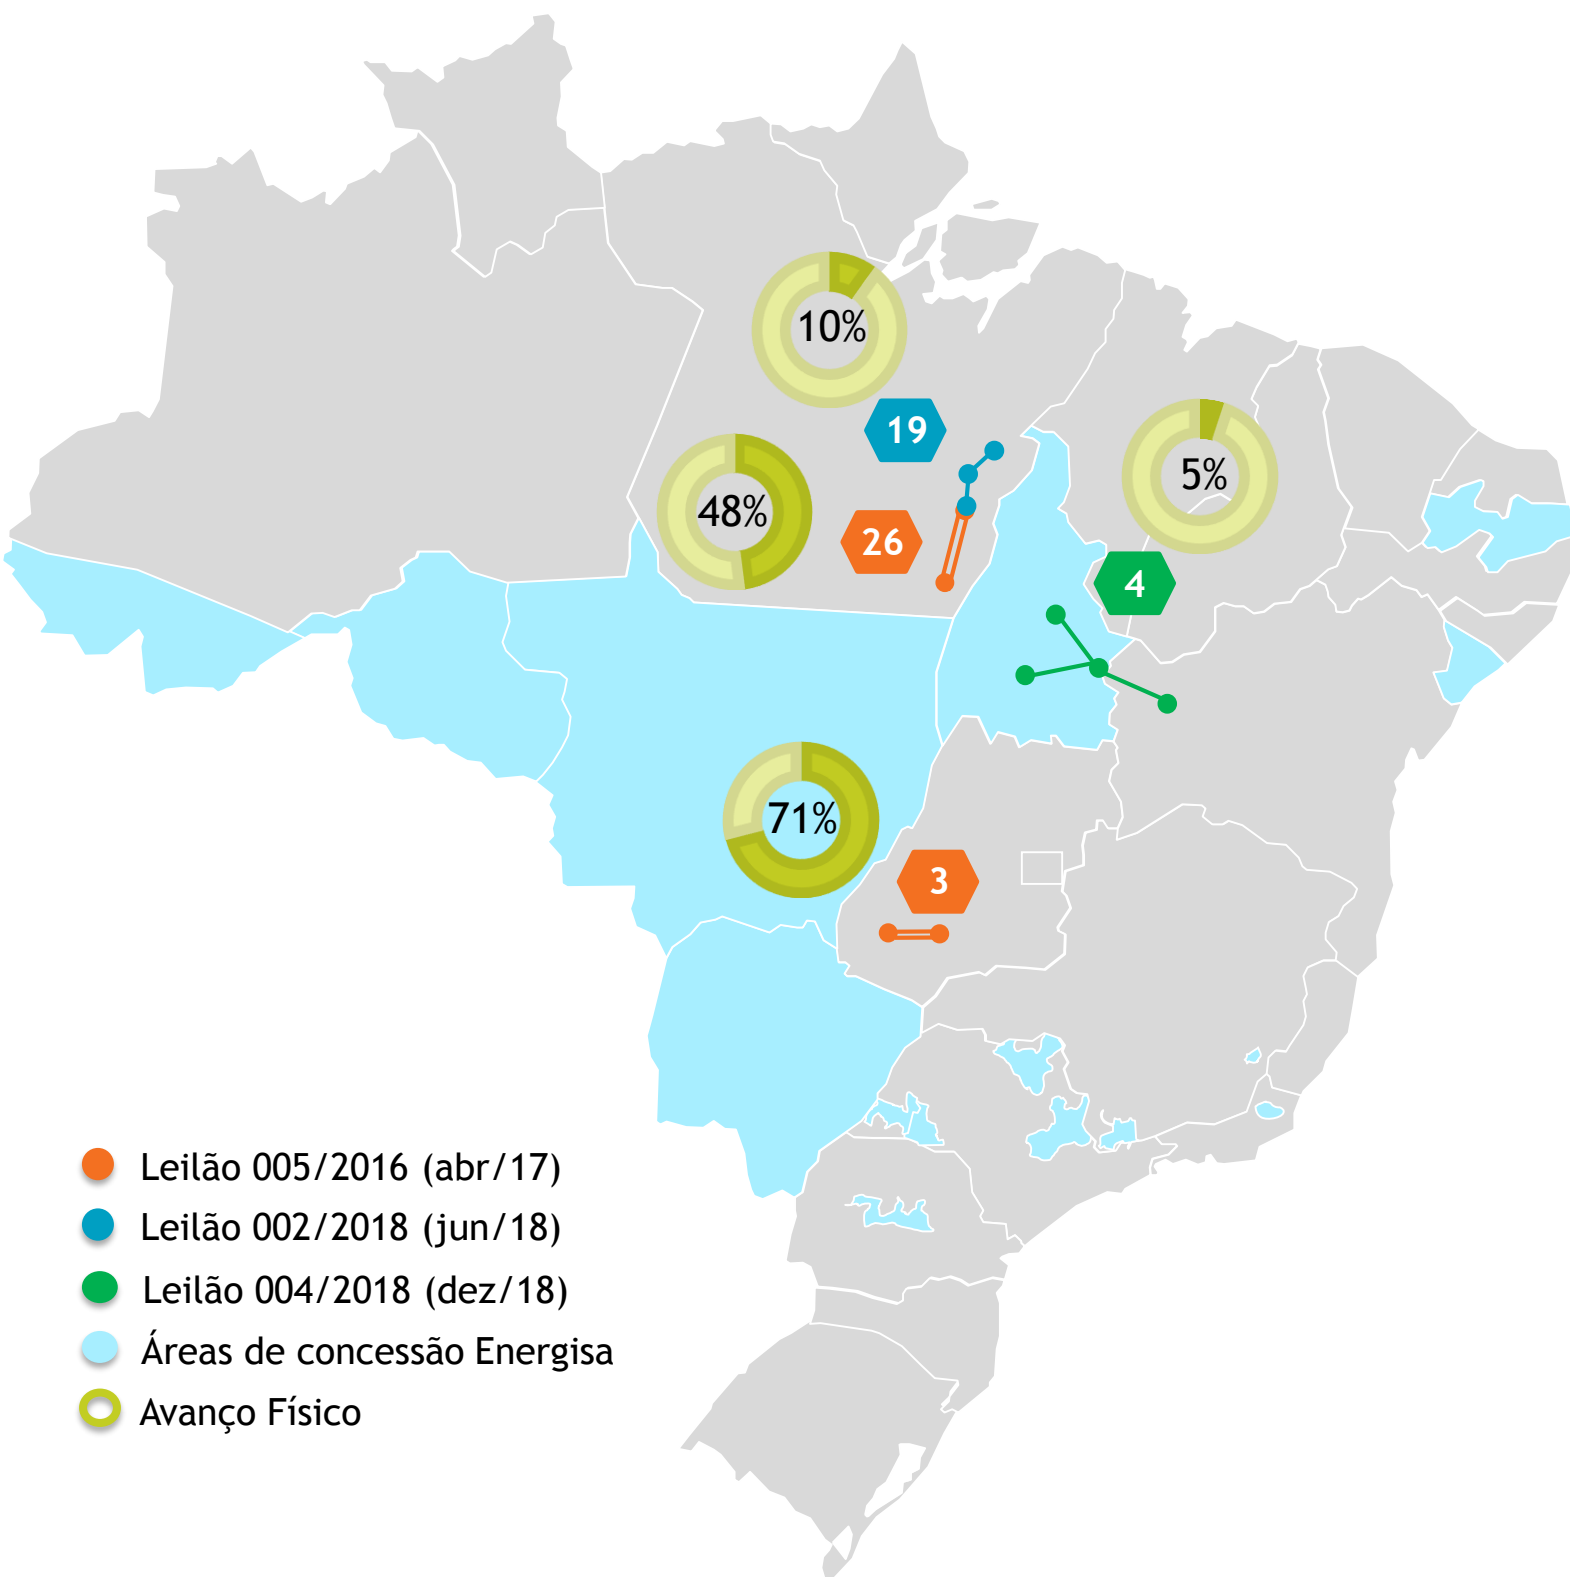 10%
19
5%
48%
26
4
71%
3
Leilão 005/2016 (abr/17)
Leilão 002/2018 (jun/18)
Leilão 004/2018 (dez/18)
Áreas de concessão Energisa
Avanço Físico